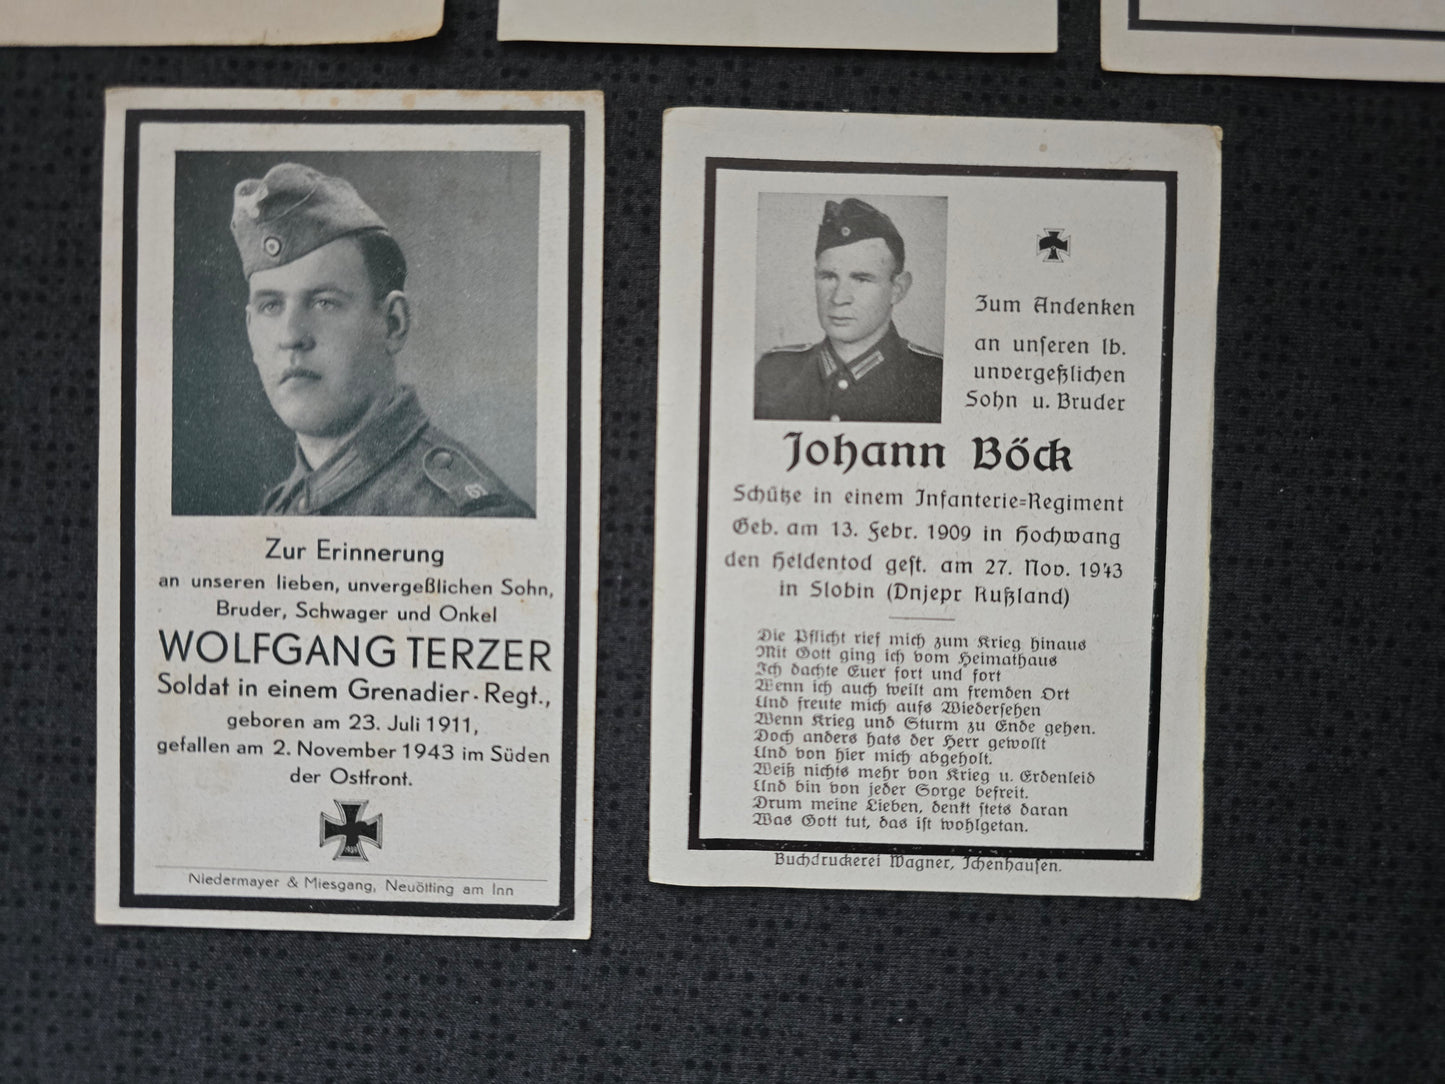 Zur Erinnerung
an unseren lieben, unvergeßlichen Sohn,
Bruder, Schwager und Onkel
WOLFGANG TERZER
Soldat in einem Grenadier-Regt.,
geboren am 23. Juli 1911,
gefallen am 2. November 1943 im Süden
der Ostfront.
1939
Niedermayer & Miesgang, Neuötting am Inn
Zum Andenken
an unseren lb.
unvergeßlichen
Sohn u. Bruder
Johann Böck
Schütze in einem Infanterie=Regiment
Geb. am 13. Febr. 1909 in Hochwang
den Heldentod gest. am 27. Nov. 1943
in Slobin (Dnjepr Rußland)
Die Pflicht rief mich zum Krieg hinaus
Mit Gott ging ich vom Heimathaus
Ich dachte Euer fort und fort
Wenn ich auch weilt am fremden Ort
Und freute mich aufs Wiedersehen
Wenn Krieg und Sturm zu Ende gehen.
Doch anders hats der Herr gewollt
Und von hier mich abgeholt.
Weiß nichts mehr von Krieg u. Erdenleid
Und bin von jeder Sorge befreit.
Drum meine Lieben, denkt stets daran
Was Gott tut, das ist wohlgetan.
Buchdruckerei Wagner, Ichenhausen.